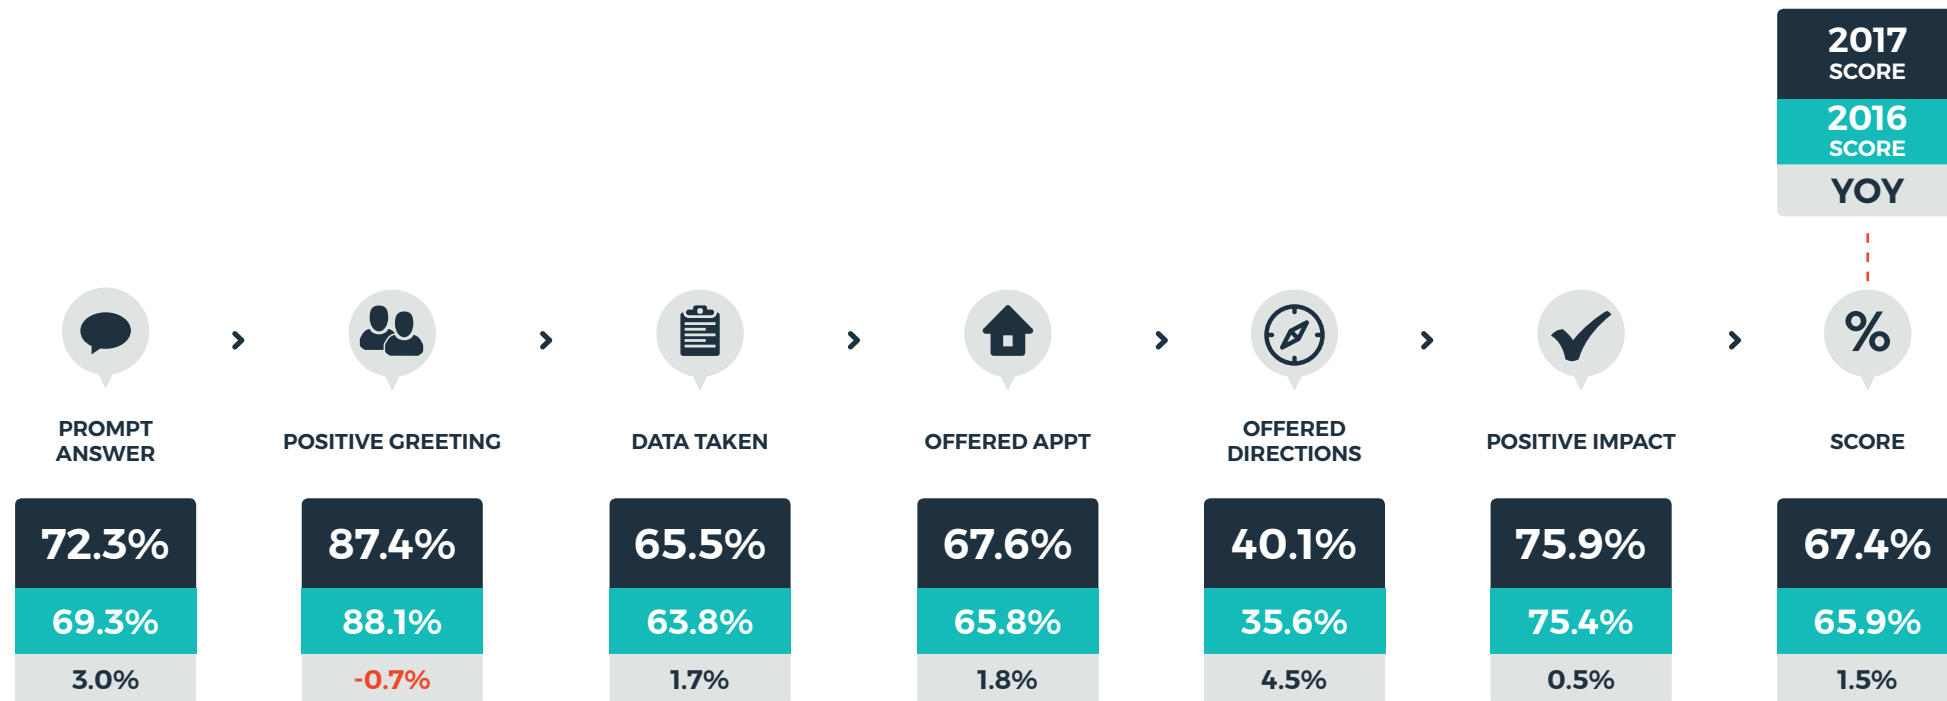 2017
SCORE
2016
SCORE
YOY
PROMPT
ANSWER
POSITIVE GREETING
DATA TAKEN
OFFERED APPT
OFFERED
DIRECTIONS
POSITIVE IMPACT
%
SCORE
72.3%
87.4%
65.5%
67.6%
40.1%
75.9%
67.4%
69.3%
88.1%
63.8%
65.8%
35.6%
75.4%
65.9%
3.0%
-0.7%
1.7%
1.8%
4.5%
0.5%
1.5%